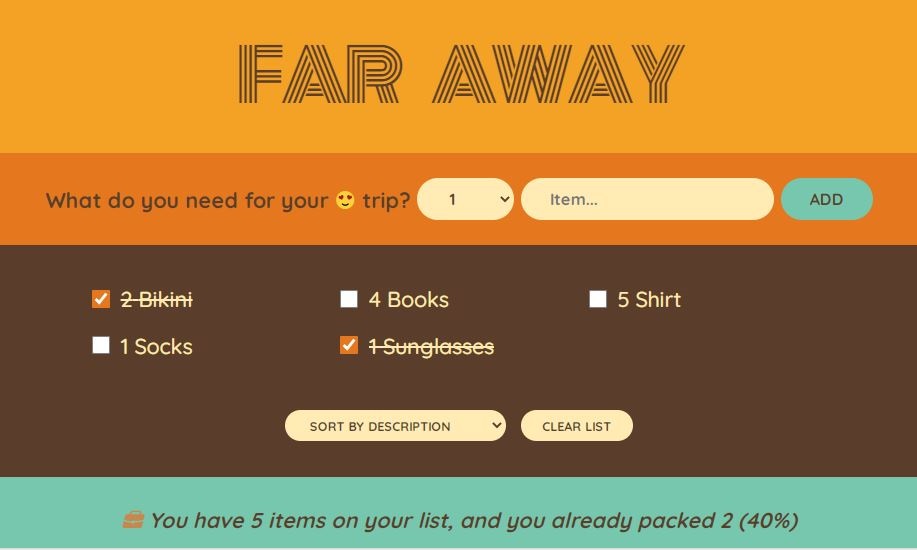 FAR AWAY
What do you need for your 😍 trip? 1 Item... ADD
2 Bikini 4 Books 5 Shirt
1 Socks 1 Sunglasses
SORT BY DESCRIPTION CLEAR LIST
💼 You have 5 items on your list, and you already packed 2 (40%)